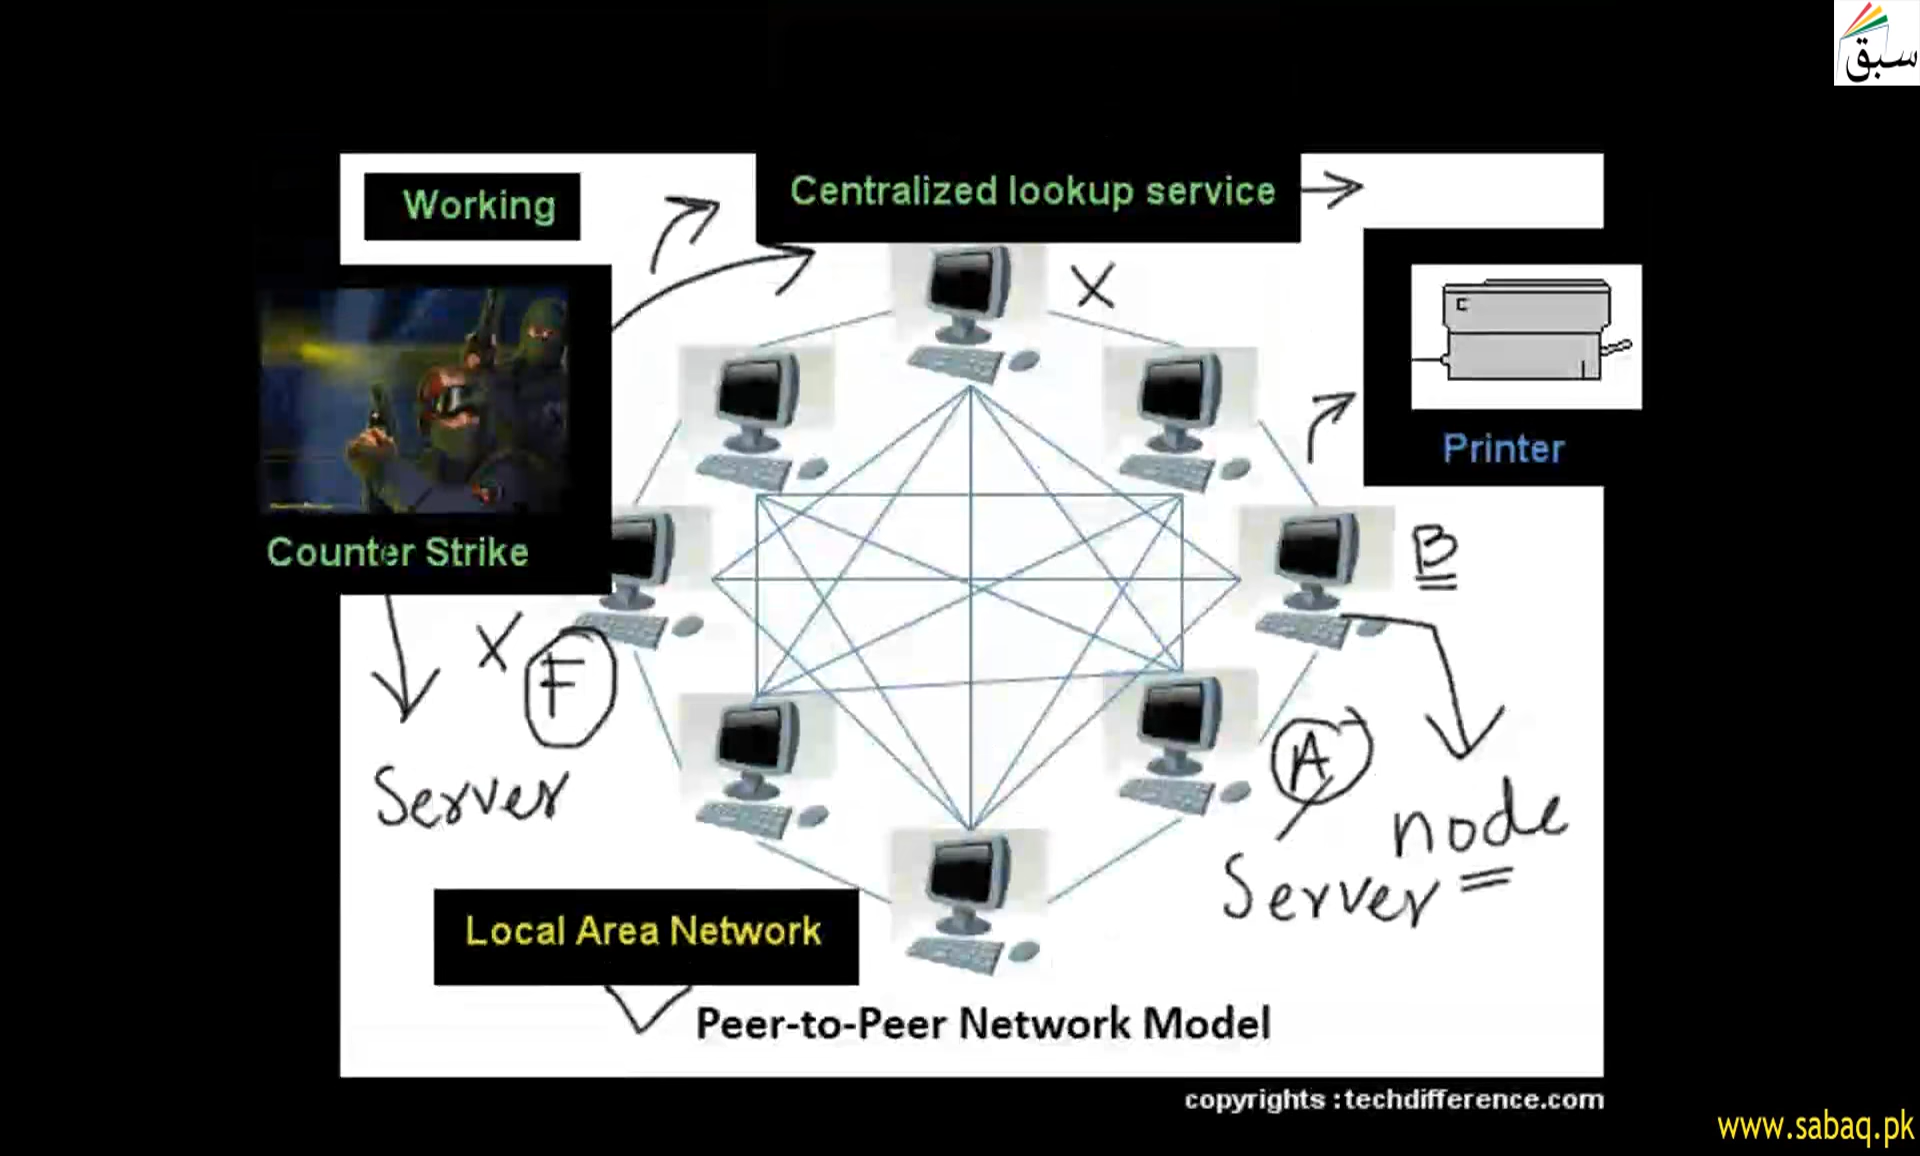 سبق
Working
Centralized lookup service
X
Printer
Counter Strike
B
X
F
A
Server
node
Server
Local Area Network
Peer-to-Peer Network Model
copyrights : techdifference.com
www.sabaq.pk